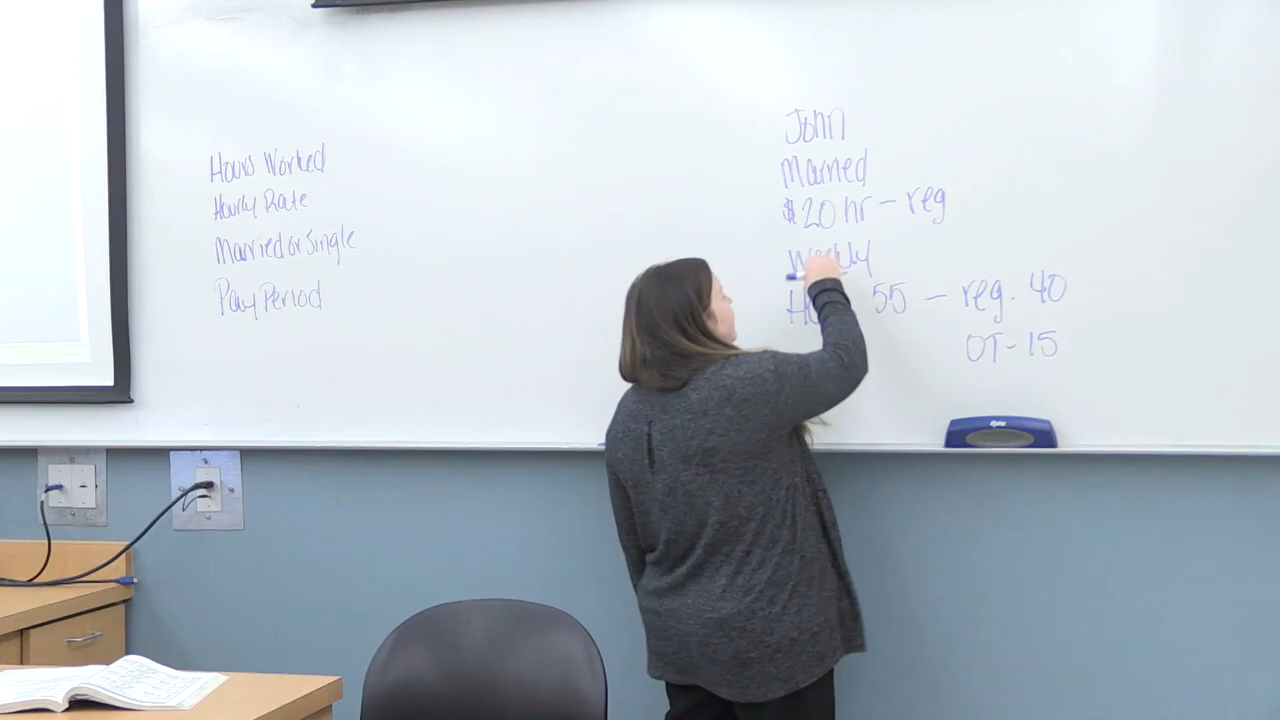 Hours Worked
Hourly Rate
Married or Single
Pay Period
John
Married
$20 hr - reg
Weekly
55 - reg. 40
OT - 15
Expo